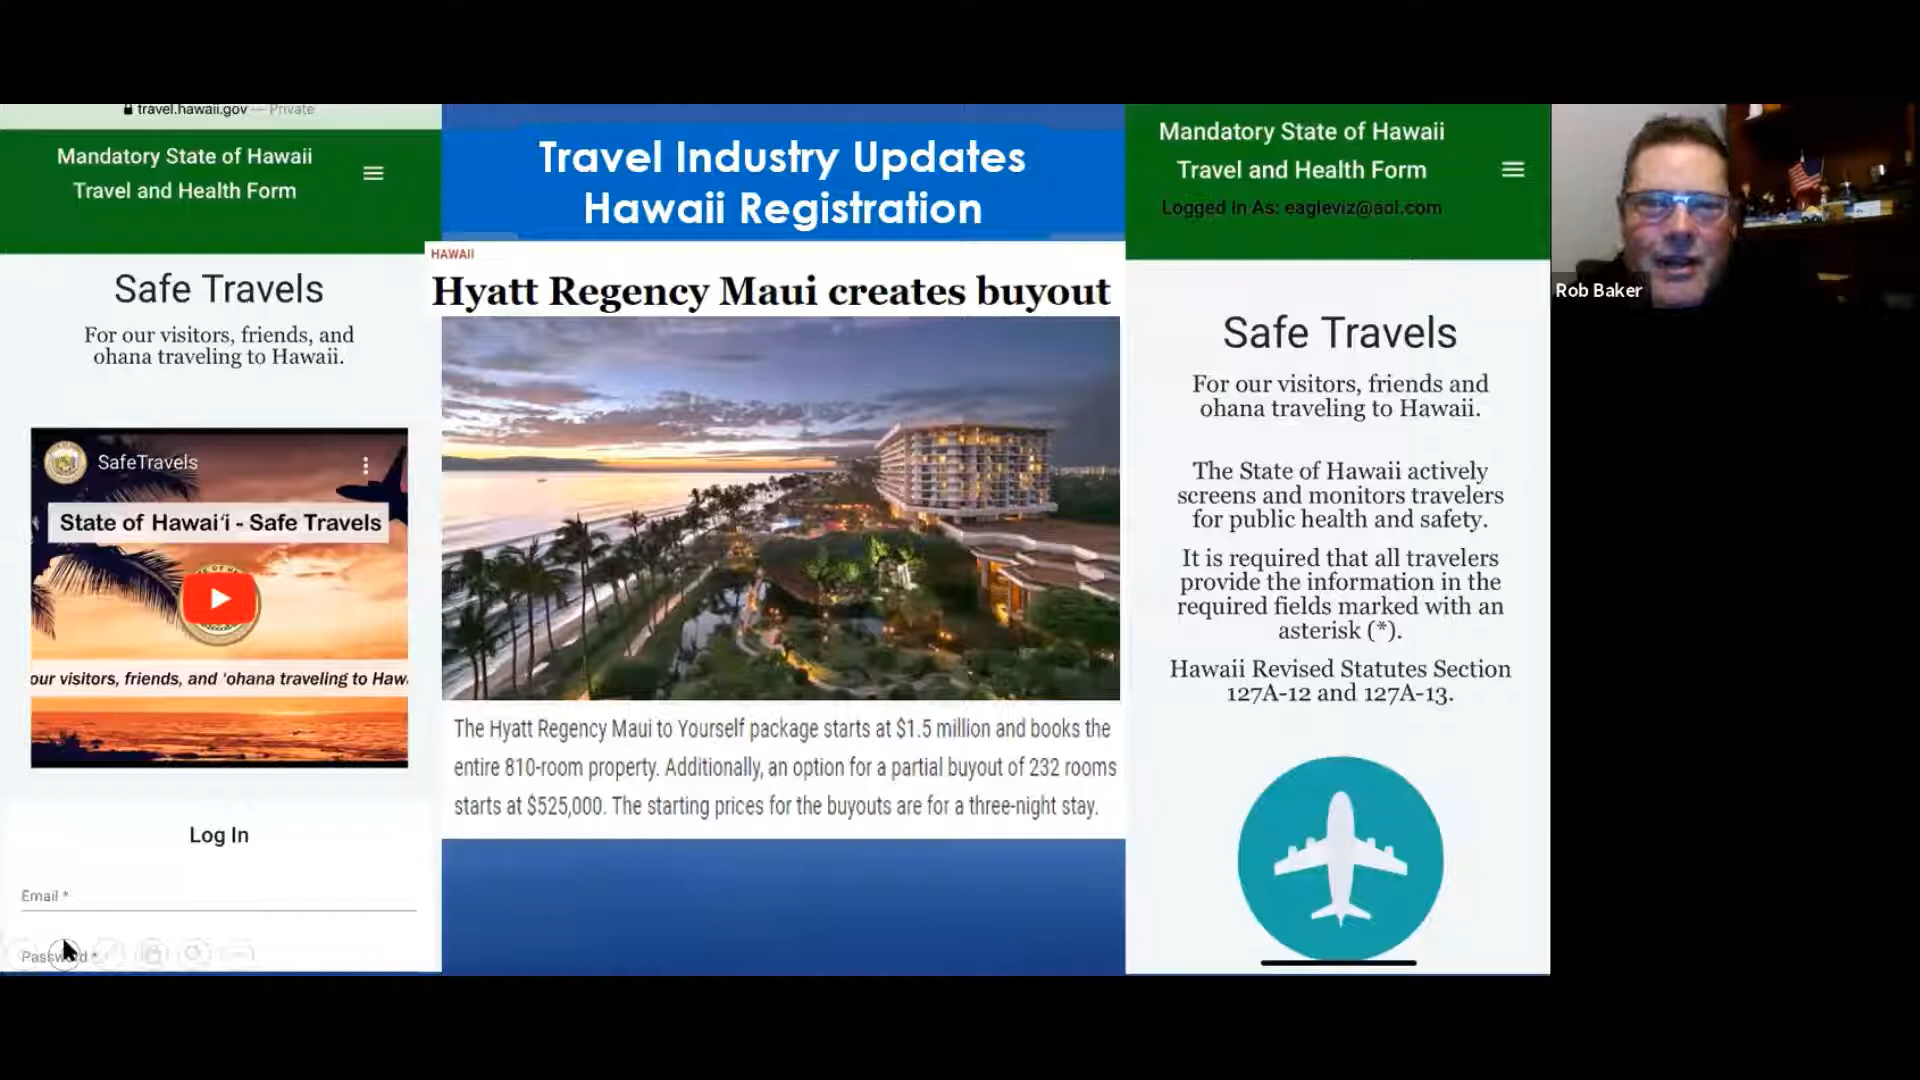 travel.hawaii.gov — Private
Mandatory State of Hawaii
Travel and Health Form
Safe Travels
For our visitors, friends, and
ohana traveling to Hawaii.
SafeTravels
State of Hawaiʻi - Safe Travels
our visitors, friends, and ʻohana traveling to Haw
Log In
Email *
Password *
Travel Industry Updates
Hawaii Registration
HAWAII
Hyatt Regency Maui creates buyout
The Hyatt Regency Maui to Yourself package starts at $1.5 million and books the
entire 810-room property. Additionally, an option for a partial buyout of 232 rooms
starts at $525,000. The starting prices for the buyouts are for a three-night stay.
Mandatory State of Hawaii
Travel and Health Form
Logged In As: eagleviz@aol.com
Safe Travels
For our visitors, friends and
ohana traveling to Hawaii.
The State of Hawaii actively
screens and monitors travelers
for public health and safety.
It is required that all travelers
provide the information in the
required fields marked with an
asterisk (*).
Hawaii Revised Statutes Section
127A-12 and 127A-13.
Rob Baker